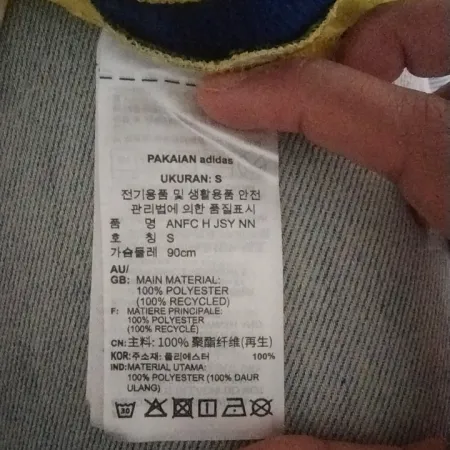 PAKAIAN adidas
UKURAN: S
전기용품 및 생활용품 안전
관리법에 의한 품질표시
품 명 ANFC H JSY NN
호 칭 S
가슴둘레 90cm
AU/
GB: MAIN MATERIAL:
100% POLYESTER
(100% RECYCLED)
F: MATIERE PRINCIPALE:
100% POLYESTER
(100% RECYCLÉ)
CN: 主料: 100% 聚酯纤维(再生)
KOR: 주소재: 폴리에스터 100%
IND: MATERIAL UTAMA:
100% POLYESTER (100% DAUR
ULANG)
30